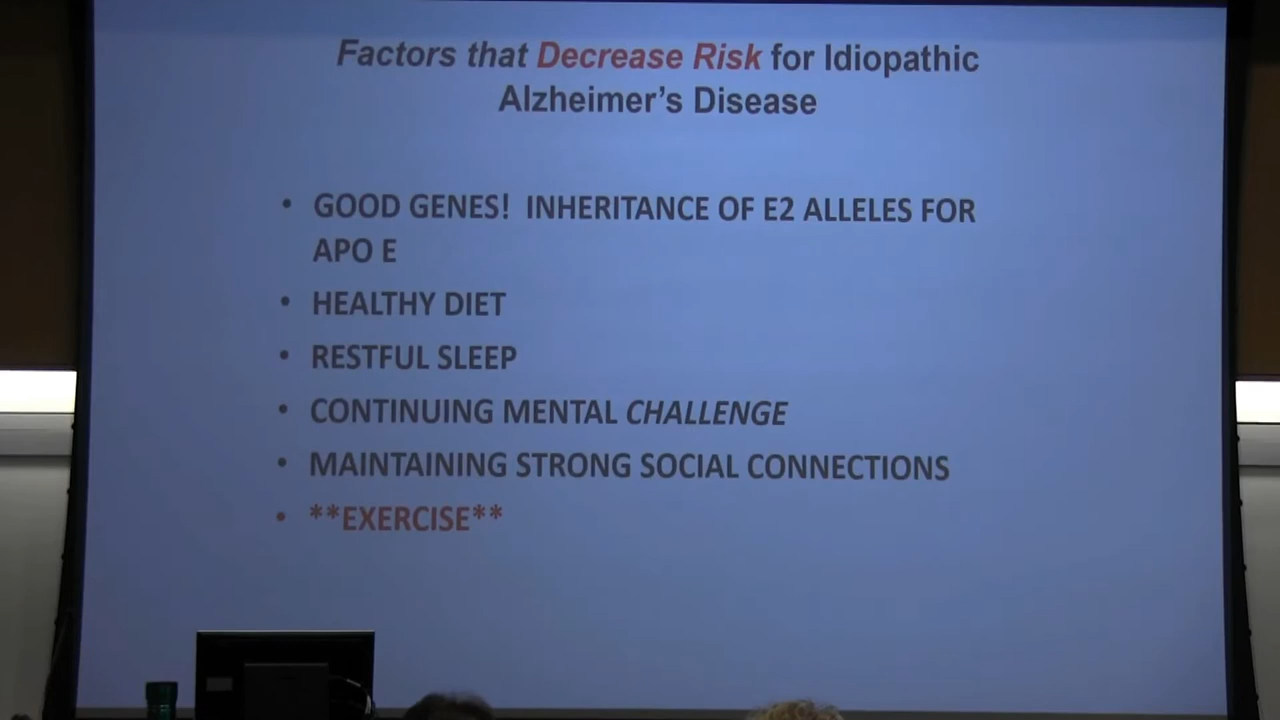 Factors that Decrease Risk for Idiopathic
Alzheimer's Disease
• GOOD GENES! INHERITANCE OF E2 ALLELES FOR
APO E
• HEALTHY DIET
• RESTFUL SLEEP
• CONTINUING MENTAL CHALLENGE
• MAINTAINING STRONG SOCIAL CONNECTIONS
• **EXERCISE**